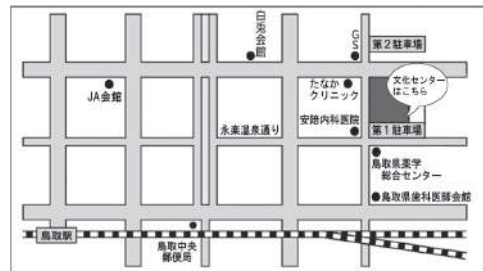 白兎会館
GS
第2駐車場
JA会館
たなか
クリニック
文化センター
はこちら
永楽温泉通り
安陪内科医院
第1駐車場
鳥取県薬学
総合センター
鳥取県歯科医師会館
鳥取駅
鳥取中央
郵便局